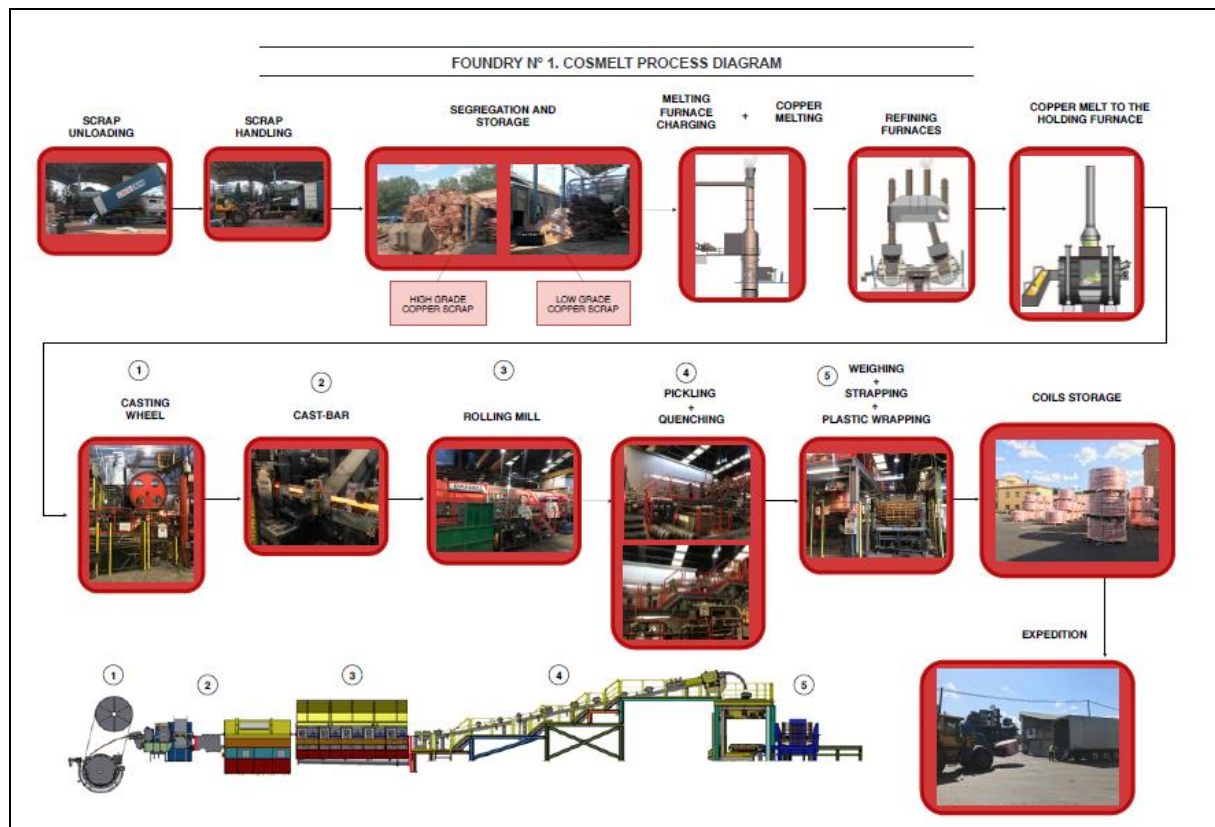 FOUNDRY Nº 1. COSMELT PROCESS DIAGRAM
SCRAP
UNLOADING
SCRAP
HANDLING
SEGREGATION AND
STORAGE
MELTING
FURNACE
CHARGING
+
COPPER
MELTING
REFINING
FURNACES
COPPER MELT TO THE
HOLDING FURNACE
HIGH GRADE
COPPER SCRAP
LOW GRADE
COPPER SCRAP
1
CASTING
WHEEL
2
CAST-BAR
3
ROLLING MILL
4
PICKLING
+
QUENCHING
5
WEIGHING
+
STRAPPING
+
PLASTIC WRAPPING
COILS STORAGE
EXPEDITION
1
2
3
4
5